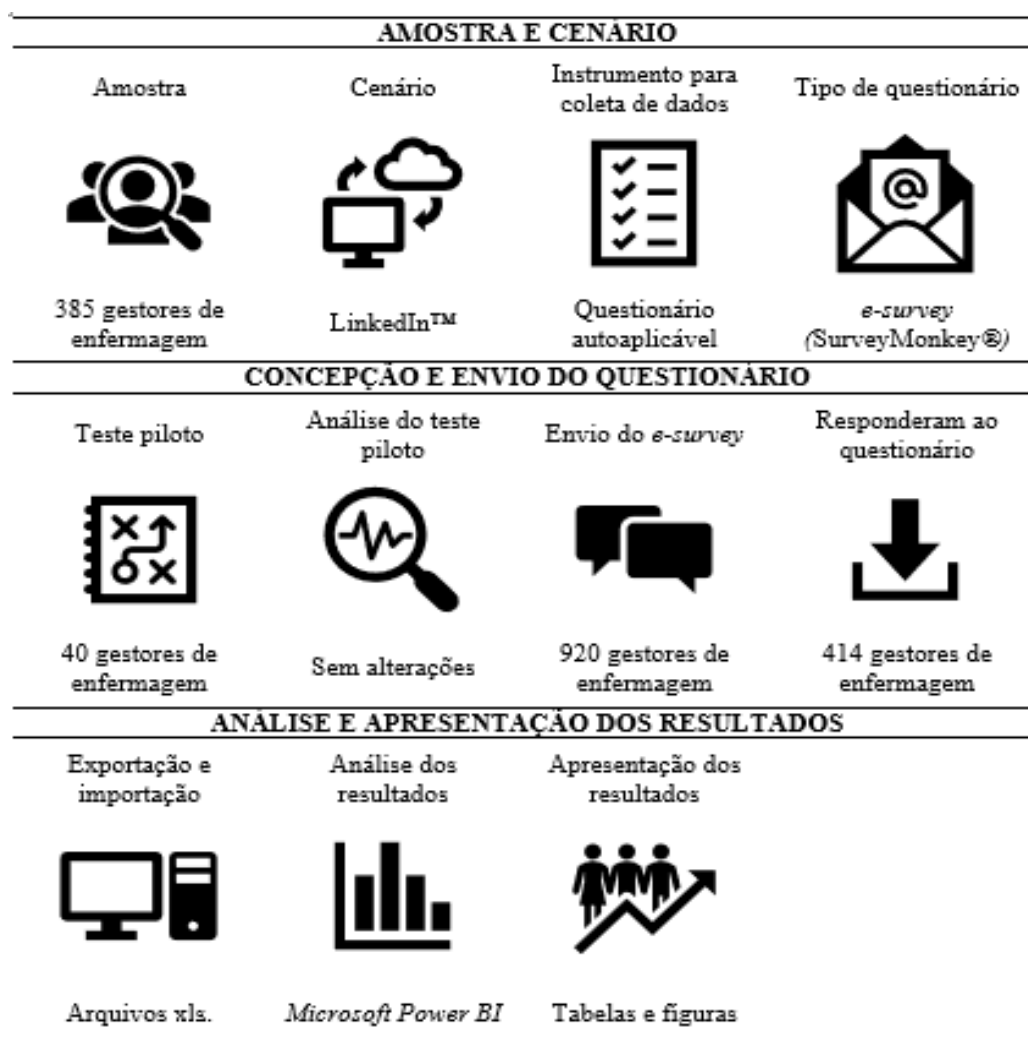 AMOSTRA E CENÁRIO
Amostra
Cenário
Instrumento para
coleta de dados
Tipo de questionário
@
385 gestores de
enfermagem
LinkedIn™
Questionário
autoaplicável
e-survey
(SurveyMonkey®)
CONCEPÇÃO E ENVIO DO QUESTIONÁRIO
Teste piloto
Análise do teste
piloto
Envio do e-survey
Responderam ao
questionário
40 gestores de
enfermagem
Sem alterações
920 gestores de
enfermagem
414 gestores de
enfermagem
ANÁLISE E APRESENTAÇÃO DOS RESULTADOS
Exportação e
importação
Análise dos
resultados
Apresentação dos
resultados
Arquivos xls.
Microsoft Power BI
Tabelas e figuras